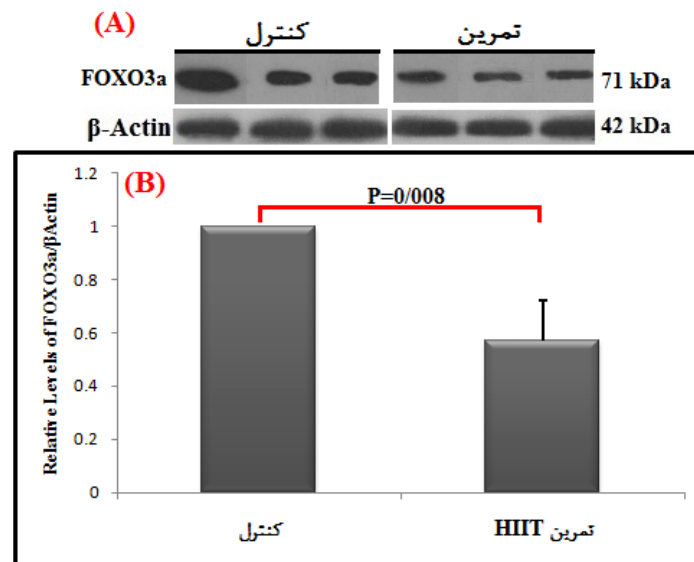 (A)
کنترل تمرین
FOXO3a 71 kDa
β-Actin 42 kDa
(B)
P=0/008
Relative Levels of FOXO3a/βActin
1.2
1
0.8
0.6
0.4
0.2
0
کنترل
تمرین HIIT